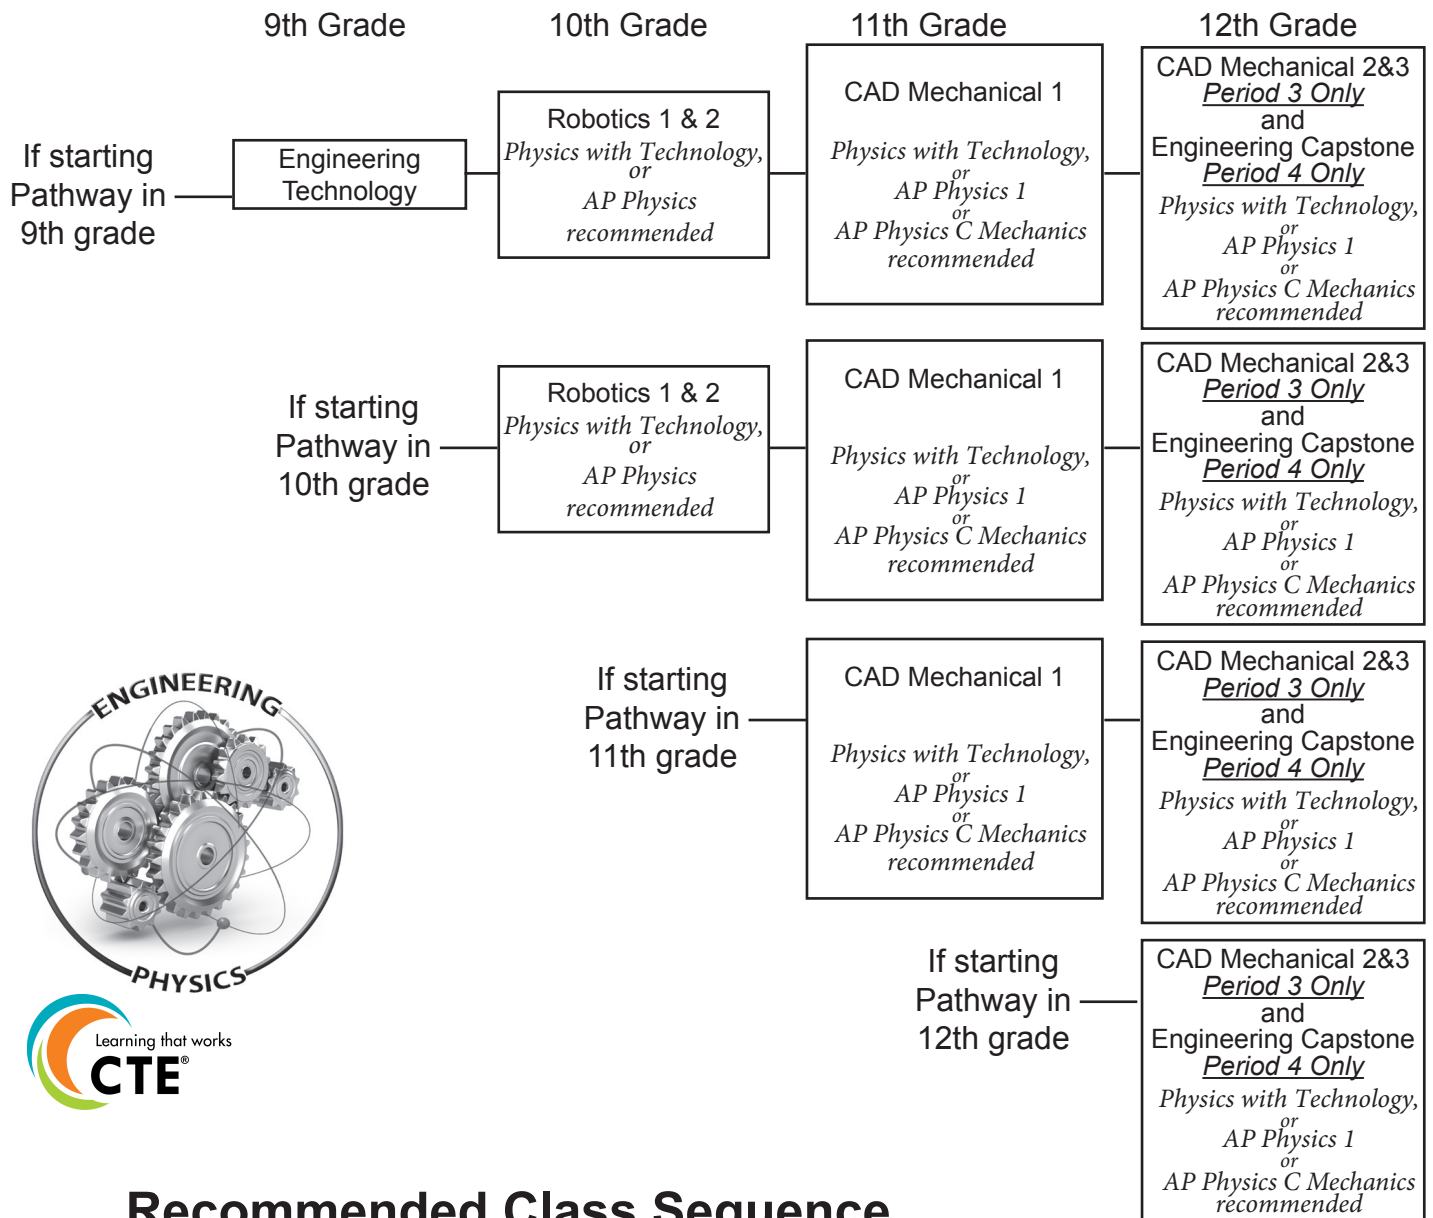 9th Grade
10th Grade
11th Grade
12th Grade
If starting
Pathway in
9th grade
Engineering
Technology
Robotics 1 & 2
Physics with Technology,
or
AP Physics
recommended
CAD Mechanical 1
Physics with Technology,
or
AP Physics 1
or
AP Physics C Mechanics
recommended
CAD Mechanical 2&3
Period 3 Only
and
Engineering Capstone
Period 4 Only
Physics with Technology,
or
AP Physics 1
or
AP Physics C Mechanics
recommended
If starting
Pathway in
10th grade
Robotics 1 & 2
Physics with Technology,
or
AP Physics
recommended
CAD Mechanical 1
Physics with Technology,
or
AP Physics 1
or
AP Physics C Mechanics
recommended
CAD Mechanical 2&3
Period 3 Only
and
Engineering Capstone
Period 4 Only
Physics with Technology,
or
AP Physics 1
or
AP Physics C Mechanics
recommended
If starting
Pathway in
11th grade
CAD Mechanical 1
Physics with Technology,
or
AP Physics 1
or
AP Physics C Mechanics
recommended
CAD Mechanical 2&3
Period 3 Only
and
Engineering Capstone
Period 4 Only
Physics with Technology,
or
AP Physics 1
or
AP Physics C Mechanics
recommended
If starting
Pathway in
12th grade
CAD Mechanical 2&3
Period 3 Only
and
Engineering Capstone
Period 4 Only
Physics with Technology,
or
AP Physics 1
or
AP Physics C Mechanics
recommended
ENGINEERING
PHYSICS
Learning that works
CTE®
Recommended Class Sequence